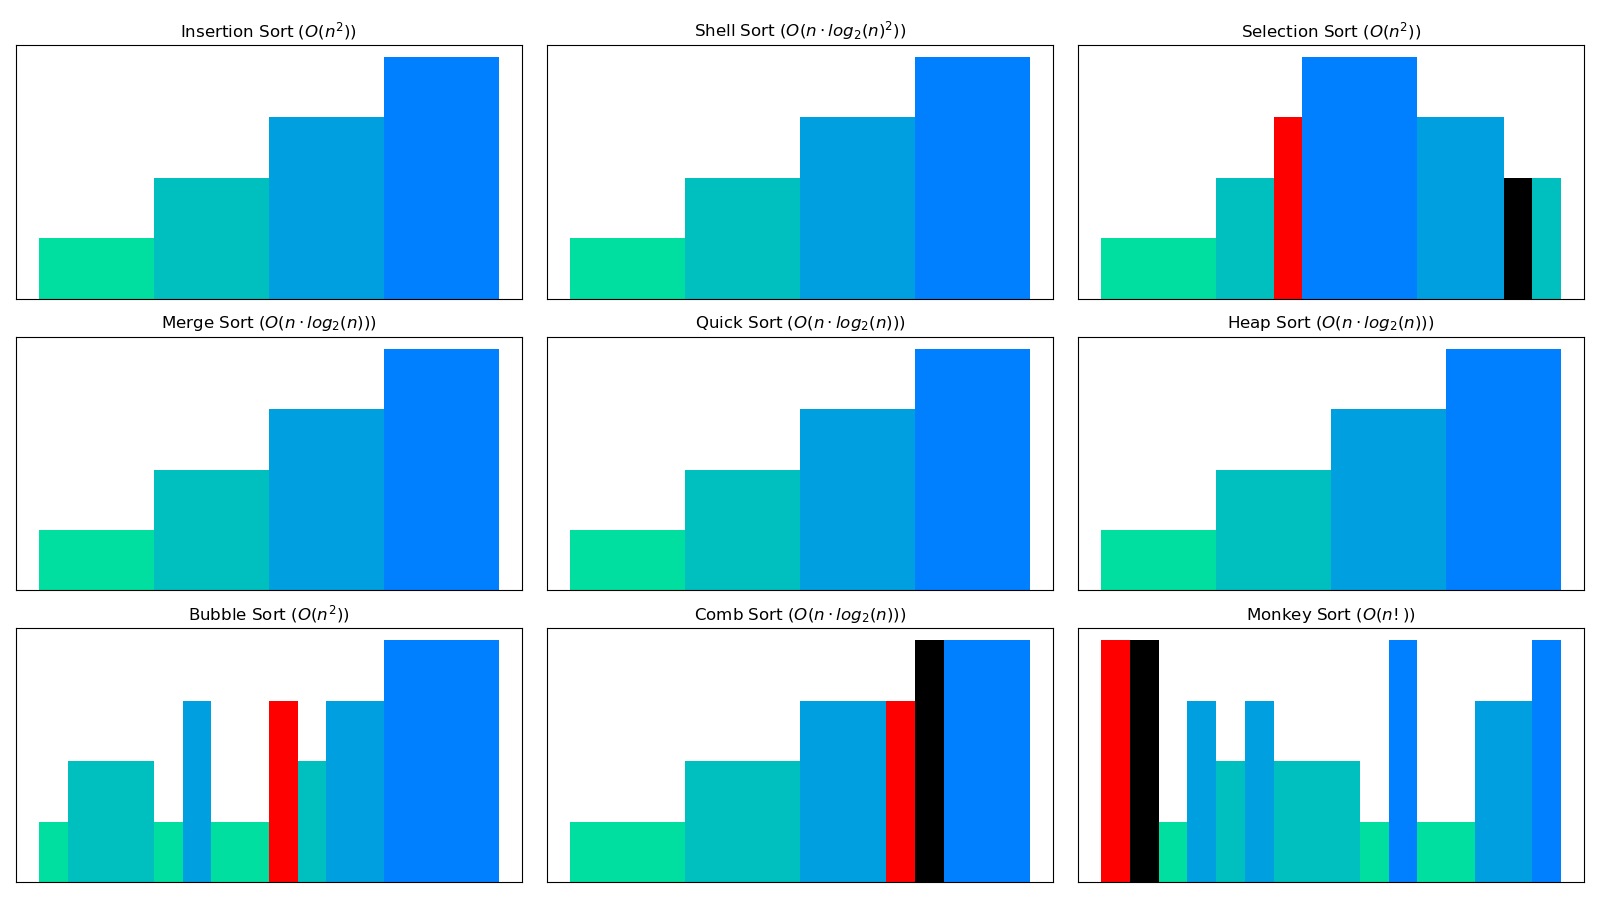 Insertion Sort (O(n²))
Shell Sort (O(n · log₂(n)²))
Selection Sort (O(n²))
Merge Sort (O(n · log₂(n)))
Quick Sort (O(n · log₂(n)))
Heap Sort (O(n · log₂(n)))
Bubble Sort (O(n²))
Comb Sort (O(n · log₂(n)))
Monkey Sort (O(n!))